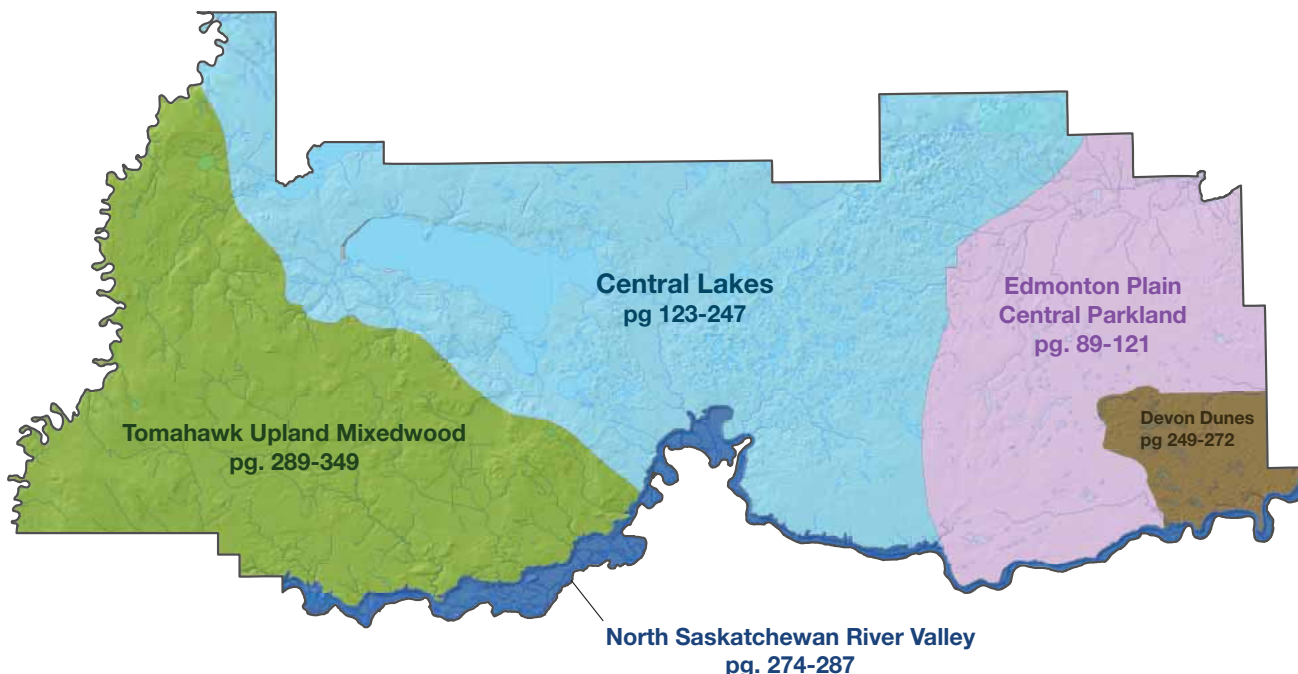 Central Lakes
pg 123-247
Edmonton Plain
Central Parkland
pg. 89-121
Tomahawk Upland Mixedwood
pg. 289-349
Devon Dunes
pg 249-272
North Saskatchewan River Valley
pg. 274-287